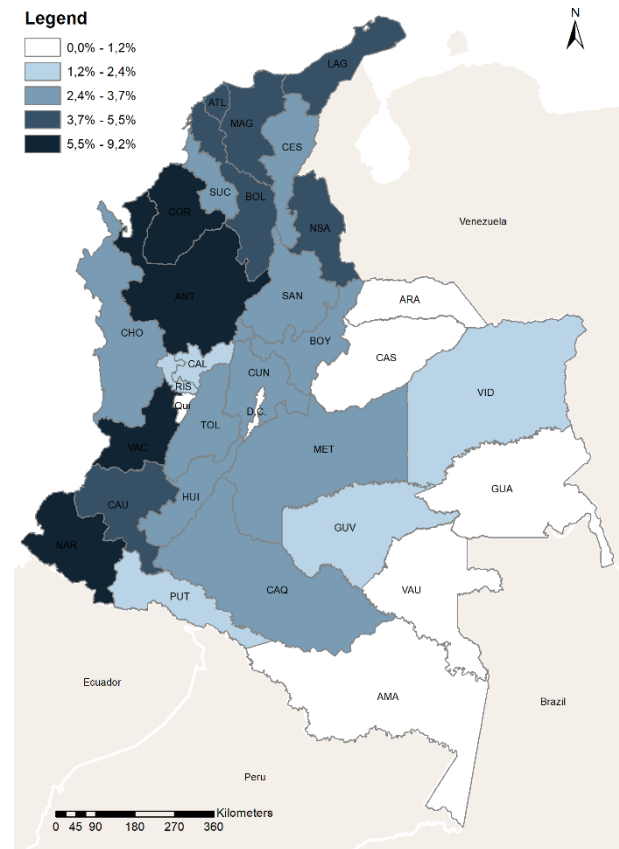 Legend
N
0,0% - 1,2%
1,2% - 2,4%
2,4% - 3,7%
3,7% - 5,5%
5,5% - 9,2%
LAG
ATL
MAG
CES
SUC
BOL
COR
NSA
Venezuela
ANT
SAN
ARA
CHO
BOY
CAS
CAL
CUN
RIS
VID
Qui
D.C.
TOL
VAC
MET
GUA
HUI
CAU
GUV
NAR
VAU
PUT
CAQ
Ecuador
AMA
Brazil
Peru
Kilometers
0 45 90 180 270 360